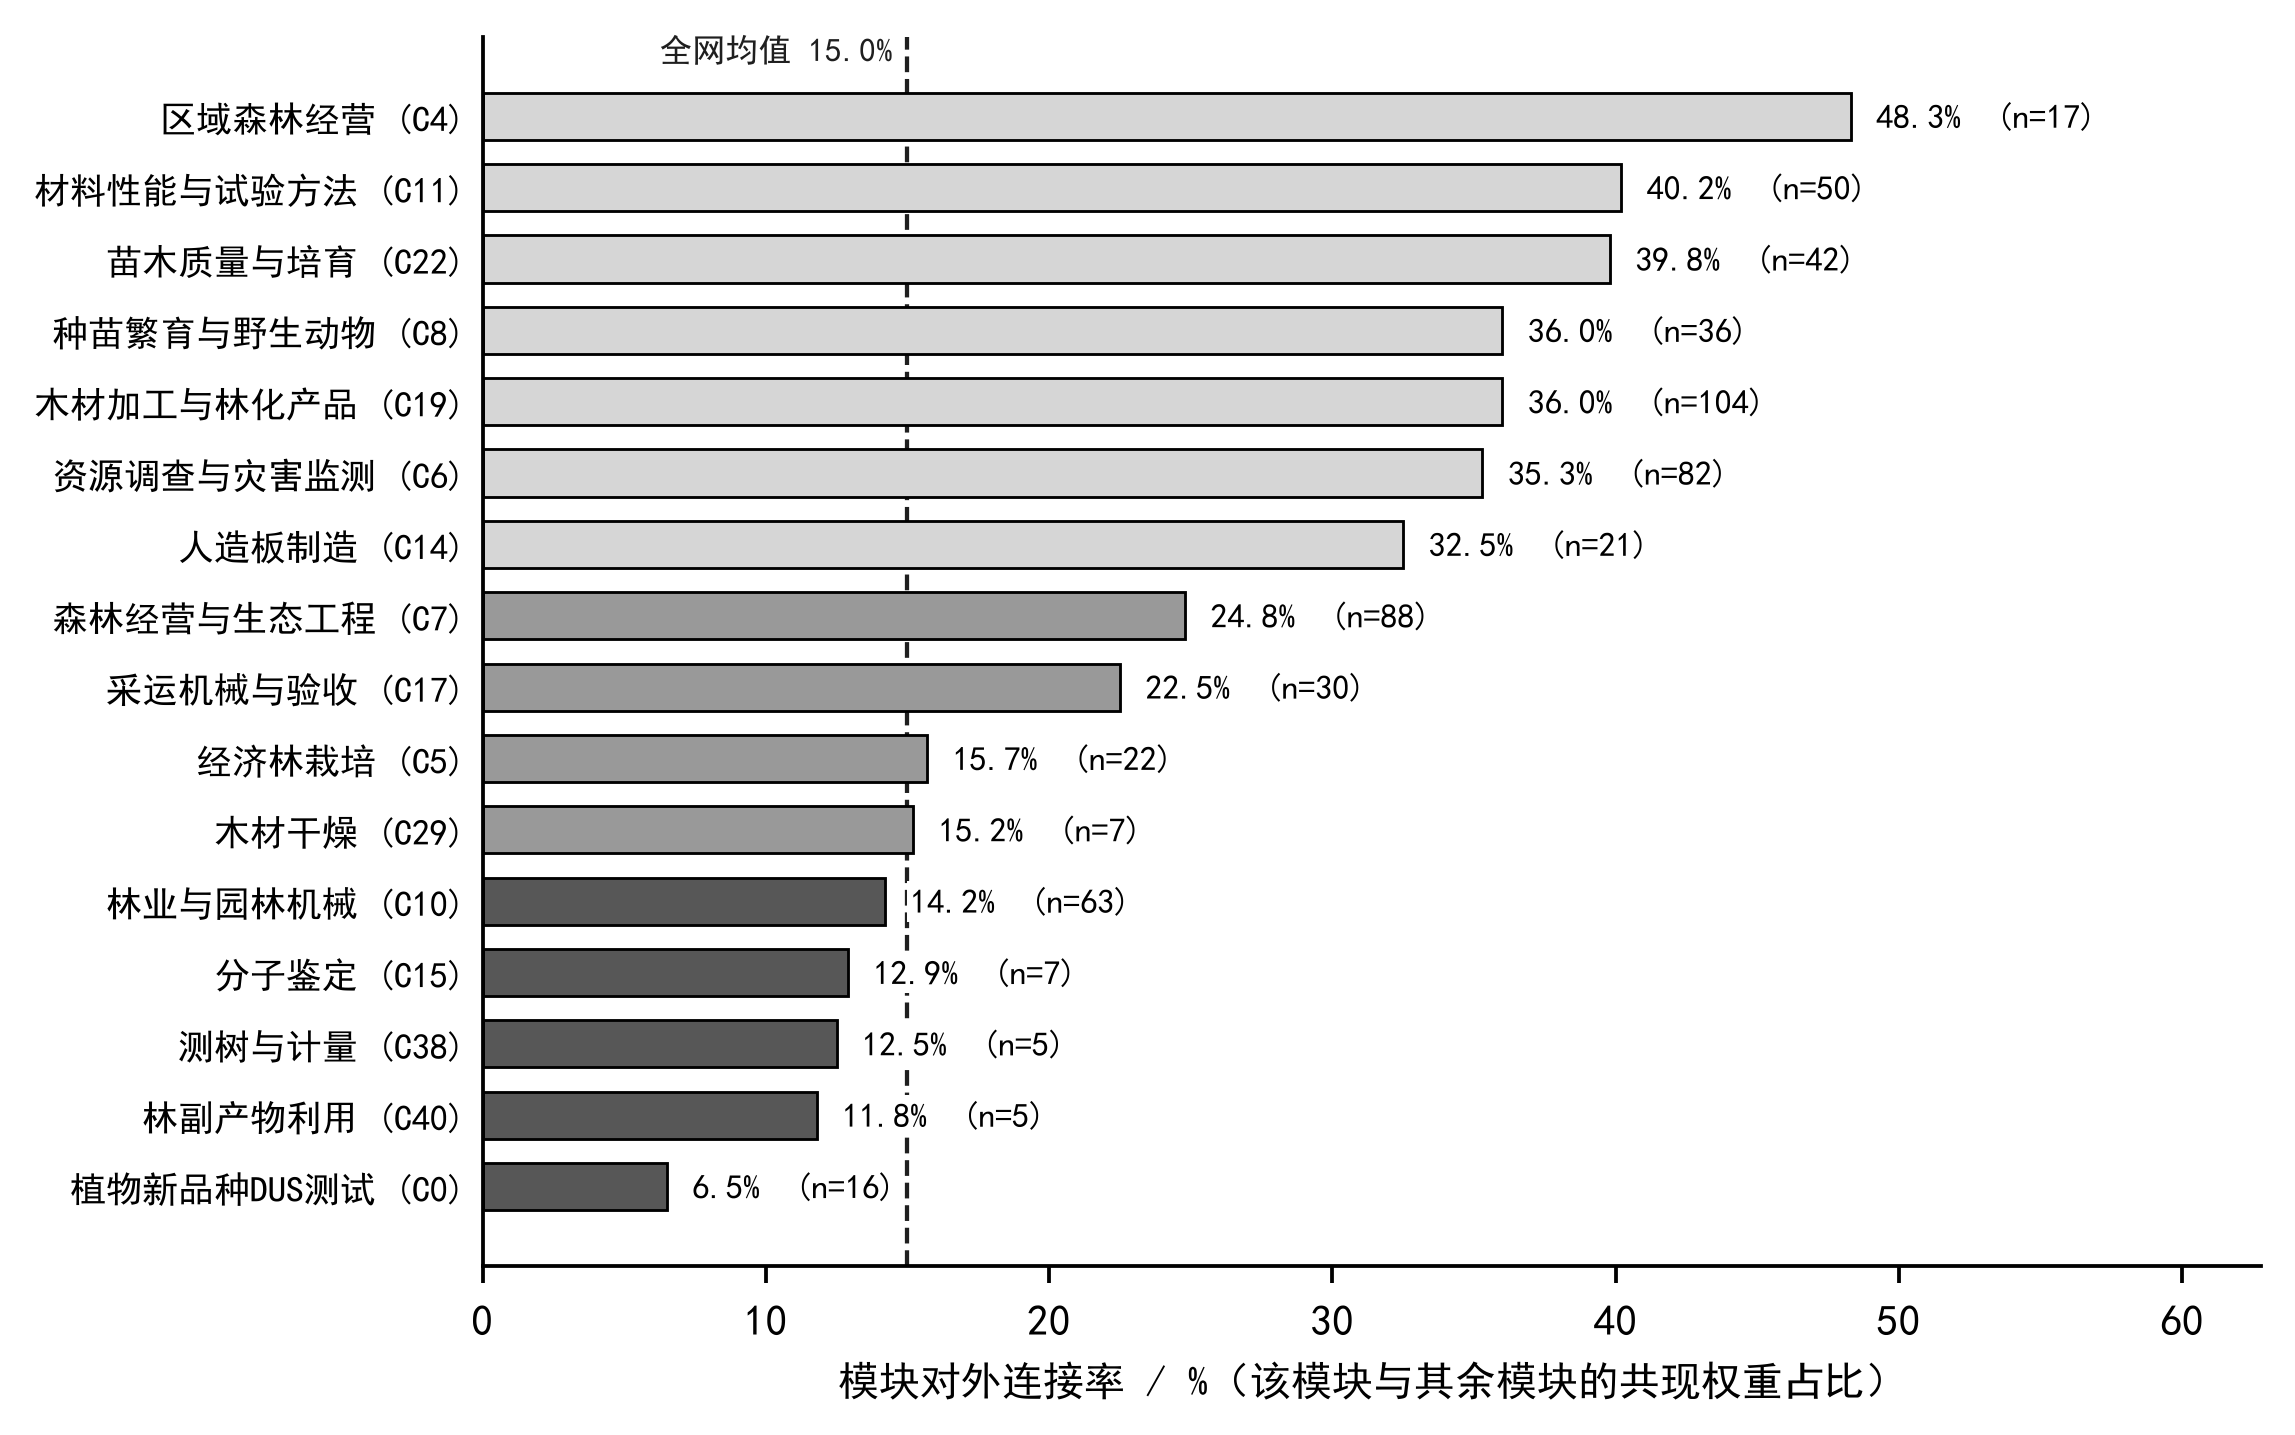 全网均值 15.0%
区域森林经营 (C4) 48.3% (n=17)
材料性能与试验方法 (C11) 40.2% (n=50)
苗木质量与培育 (C22) 39.8% (n=42)
种苗繁育与野生动物 (C8) 36.0% (n=36)
木材加工与林化产品 (C19) 36.0% (n=104)
资源调查与灾害监测 (C6) 35.3% (n=82)
人造板制造 (C14) 32.5% (n=21)
森林经营与生态工程 (C7) 24.8% (n=88)
采运机械与验收 (C17) 22.5% (n=30)
经济林栽培 (C5) 15.7% (n=22)
木材干燥 (C29) 15.2% (n=7)
林业与园林机械 (C10) 14.2% (n=63)
分子鉴定 (C15) 12.9% (n=7)
测树与计量 (C38) 12.5% (n=5)
林副产物利用 (C40) 11.8% (n=5)
植物新品种DUS测试 (C0) 6.5% (n=16)
0 10 20 30 40 50 60
模块对外连接率 / %（该模块与其余模块的共现权重占比）